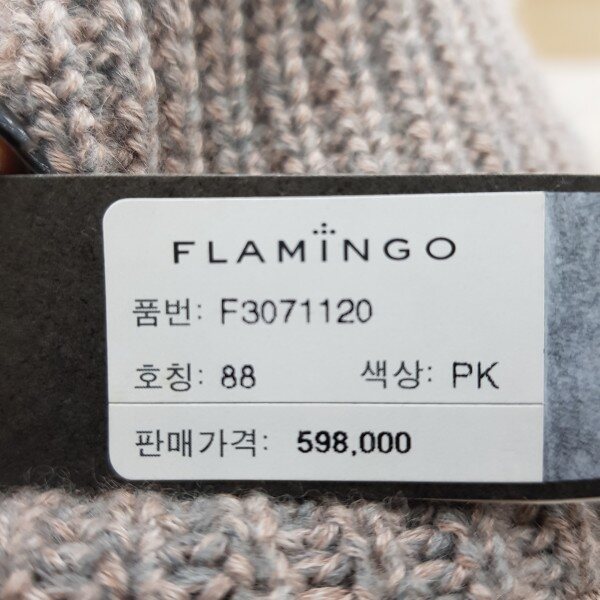 FLAMINGO
품번: F3071120
호칭: 88 색상: PK
판매가격: 598,000